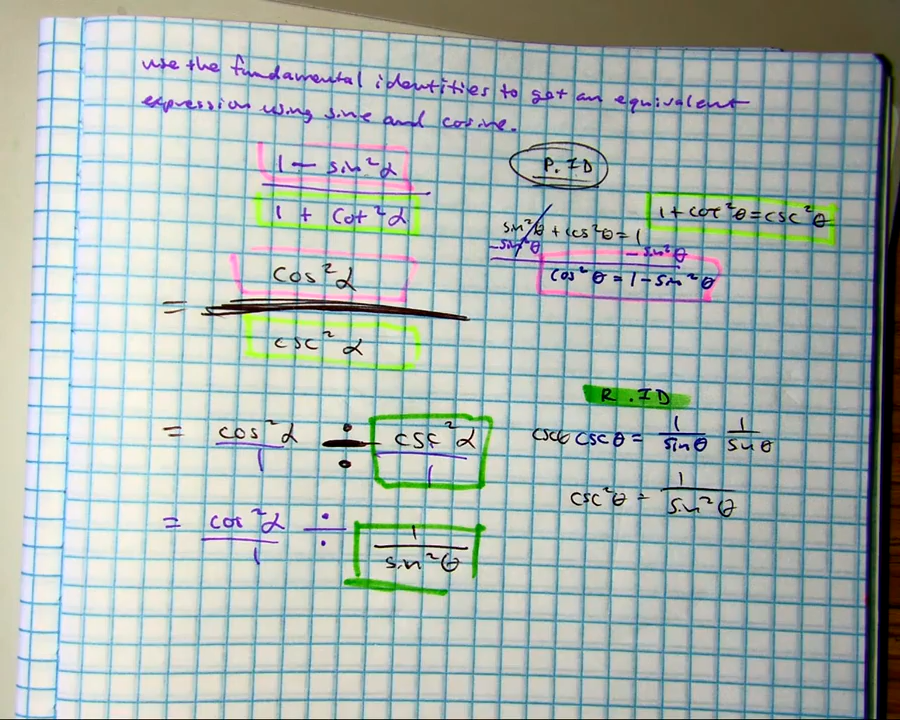 use the fundamental identities to get an equivalent
expression using sine and cosine.
1 - sin²α
1 + cot²α
P. ID
sin²θ + cos²θ = 1
-sin²θ -sin²θ
cos²θ = 1 - sin²θ
1 + cot²θ = csc²θ
= cos²α
csc²α
= cos²α / 1 ÷ csc²α / 1
= cos²α / 1 ÷ 1 / sin²θ
R. ID
cscθ cscθ = 1 / sinθ 1 / sinθ
csc²θ = 1 / sin²θ